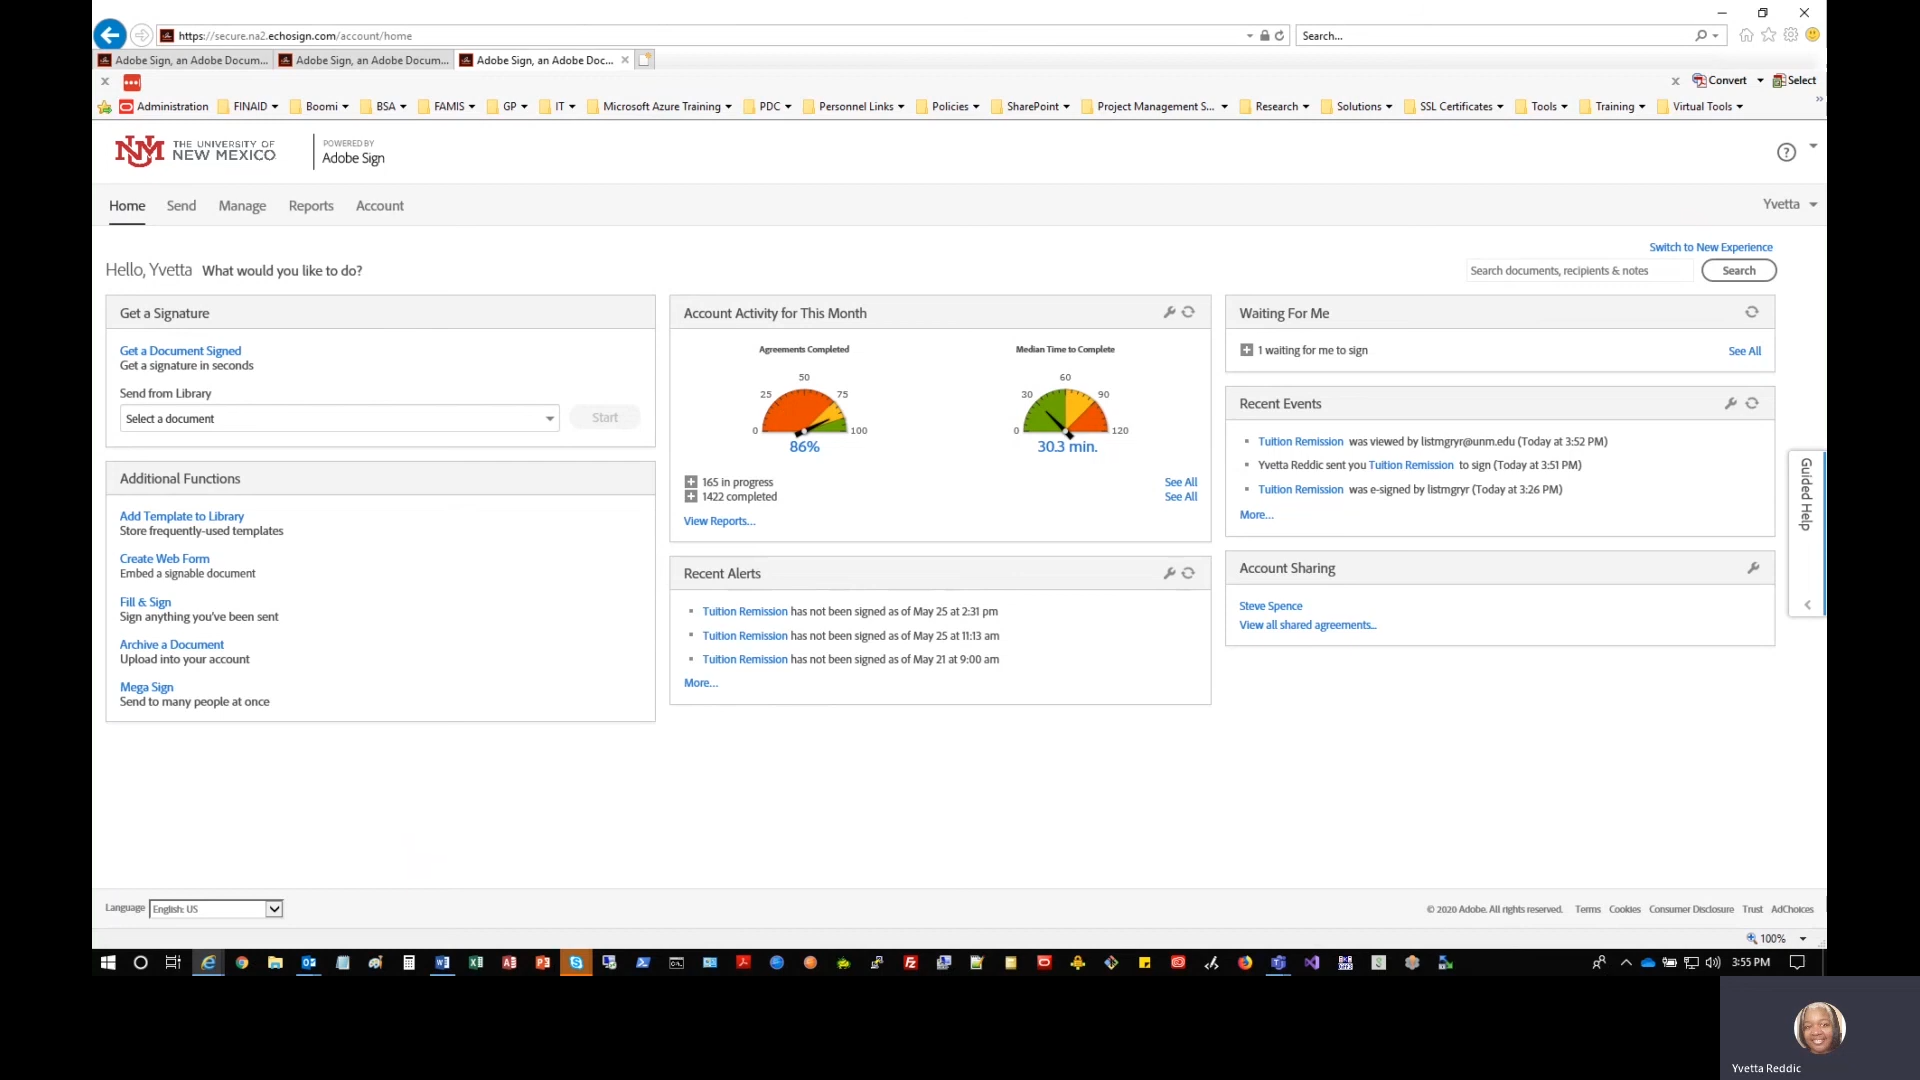 https://secure.na2.echosign.com/account/home
Search...
Adobe Sign, an Adobe Docum...
Adobe Sign, an Adobe Docum...
Adobe Sign, an Adobe Doc...
Convert
Select
Administration FINAID Boomi BSA FAMIS GP IT Microsoft Azure Training PDC Personnel Links Policies SharePoint Project Management S... Research Solutions SSL Certificates Tools Training Virtual Tools
UNM THE UNIVERSITY OF
NEW MEXICO
POWERED BY
Adobe Sign
Home Send Manage Reports Account
Yvetta
Switch to New Experience
Hello, Yvetta What would you like to do?
Search documents, recipients & notes
Search
Get a Signature
Get a Document Signed
Get a signature in seconds
Send from Library
Select a document
Start
Additional Functions
Add Template to Library
Store frequently-used templates
Create Web Form
Embed a signable document
Fill & Sign
Sign anything you've been sent
Archive a Document
Upload into your account
Mega Sign
Send to many people at once
Account Activity for This Month
Agreements Completed
50
25 75
0 100
86%
Median Time to Complete
60
30 90
0 120
30.3 min.
165 in progress See All
1422 completed See All
View Reports...
Recent Alerts
Tuition Remission has not been signed as of May 25 at 2:31 pm
Tuition Remission has not been signed as of May 25 at 11:13 am
Tuition Remission has not been signed as of May 21 at 9:00 am
More...
Waiting For Me
1 waiting for me to sign See All
Recent Events
Tuition Remission was viewed by listmgryr@unm.edu (Today at 3:52 PM)
Yvetta Reddic sent you Tuition Remission to sign (Today at 3:51 PM)
Tuition Remission was e-signed by listmgryr (Today at 3:26 PM)
More...
Account Sharing
Steve Spence
View all shared agreements...
Guided Help
Language English: US
© 2020 Adobe. All rights reserved. Terms Cookies Consumer Disclosure Trust AdChoices
100%
3:55 PM
Yvetta Reddic